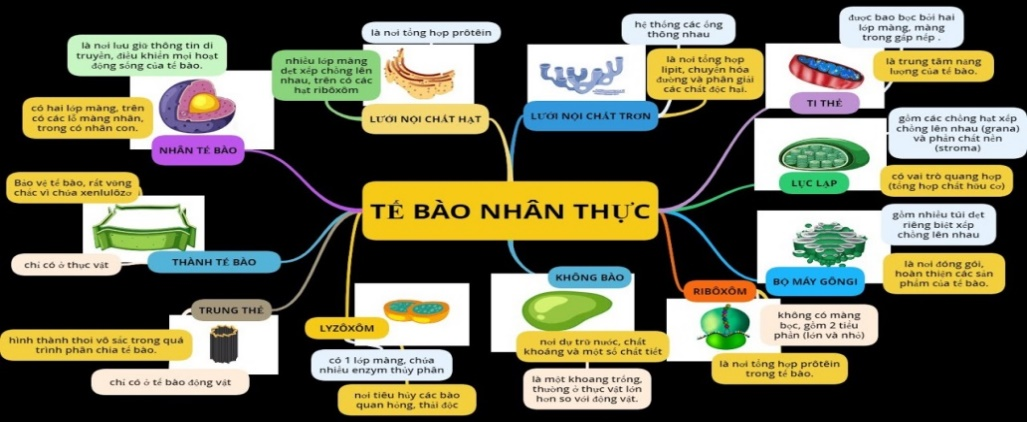 là nơi lưu giữ thông tin di
truyền, điều khiển mọi hoạt
động sống của tế bào.
có hai lớp màng, trên
có các lỗ màng nhân,
trong có nhân con.
NHÂN TẾ BÀO
là nơi tổng hợp prôtêin
nhiều lớp màng
dẹt xếp chồng lên
nhau, trên có các
hạt ribôxôm
LƯỚI NỘI CHẤT HẠT
hệ thống các ống
thông nhau
là nơi tổng hợp
lipit, chuyển hóa
đường và phân giải
các chất độc hại.
LƯỚI NỘI CHẤT TRƠN
được bao bọc bởi hai
lớp màng, màng
trong gấp nếp .
là trung tâm năng
lượng của tế bào.
TI THỂ
gồm các chồng hạt xếp
chồng lên nhau (grana)
và phần chất nền
(stroma)
có vai trò quang hợp
(tổng hợp chất hữu cơ)
LỤC LẠP
TẾ BÀO NHÂN THỰC
Bảo vệ tế bào, rất vững
chắc vì chứa xenlulôzơ
chỉ có ở thực vật
THÀNH TẾ BÀO
gồm nhiều túi dẹt
riêng biệt xếp
chồng lên nhau
là nơi đóng gói,
hoàn thiện các sản
phẩm của tế bào.
BỘ MÁY GÔNGI
TRUNG THỂ
hình thành thoi vô sắc trong quá
trình phân chia tế bào.
chỉ có ở tế bào động vật
LYZÔXÔM
có 1 lớp màng, chứa
nhiều enzym thủy phân
nơi tiêu hủy các bào
quan hỏng, thải độc
KHÔNG BÀO
nơi dự trữ nước, chất
khoáng và một số chất tiết
là một khoang trống,
thường ở thực vật lớn
hơn so với động vật.
RIBÔXÔM
không có màng
bọc, gồm 2 tiểu
phần (lớn và nhỏ)
là nơi tổng hợp prôtêin
trong tế bào.